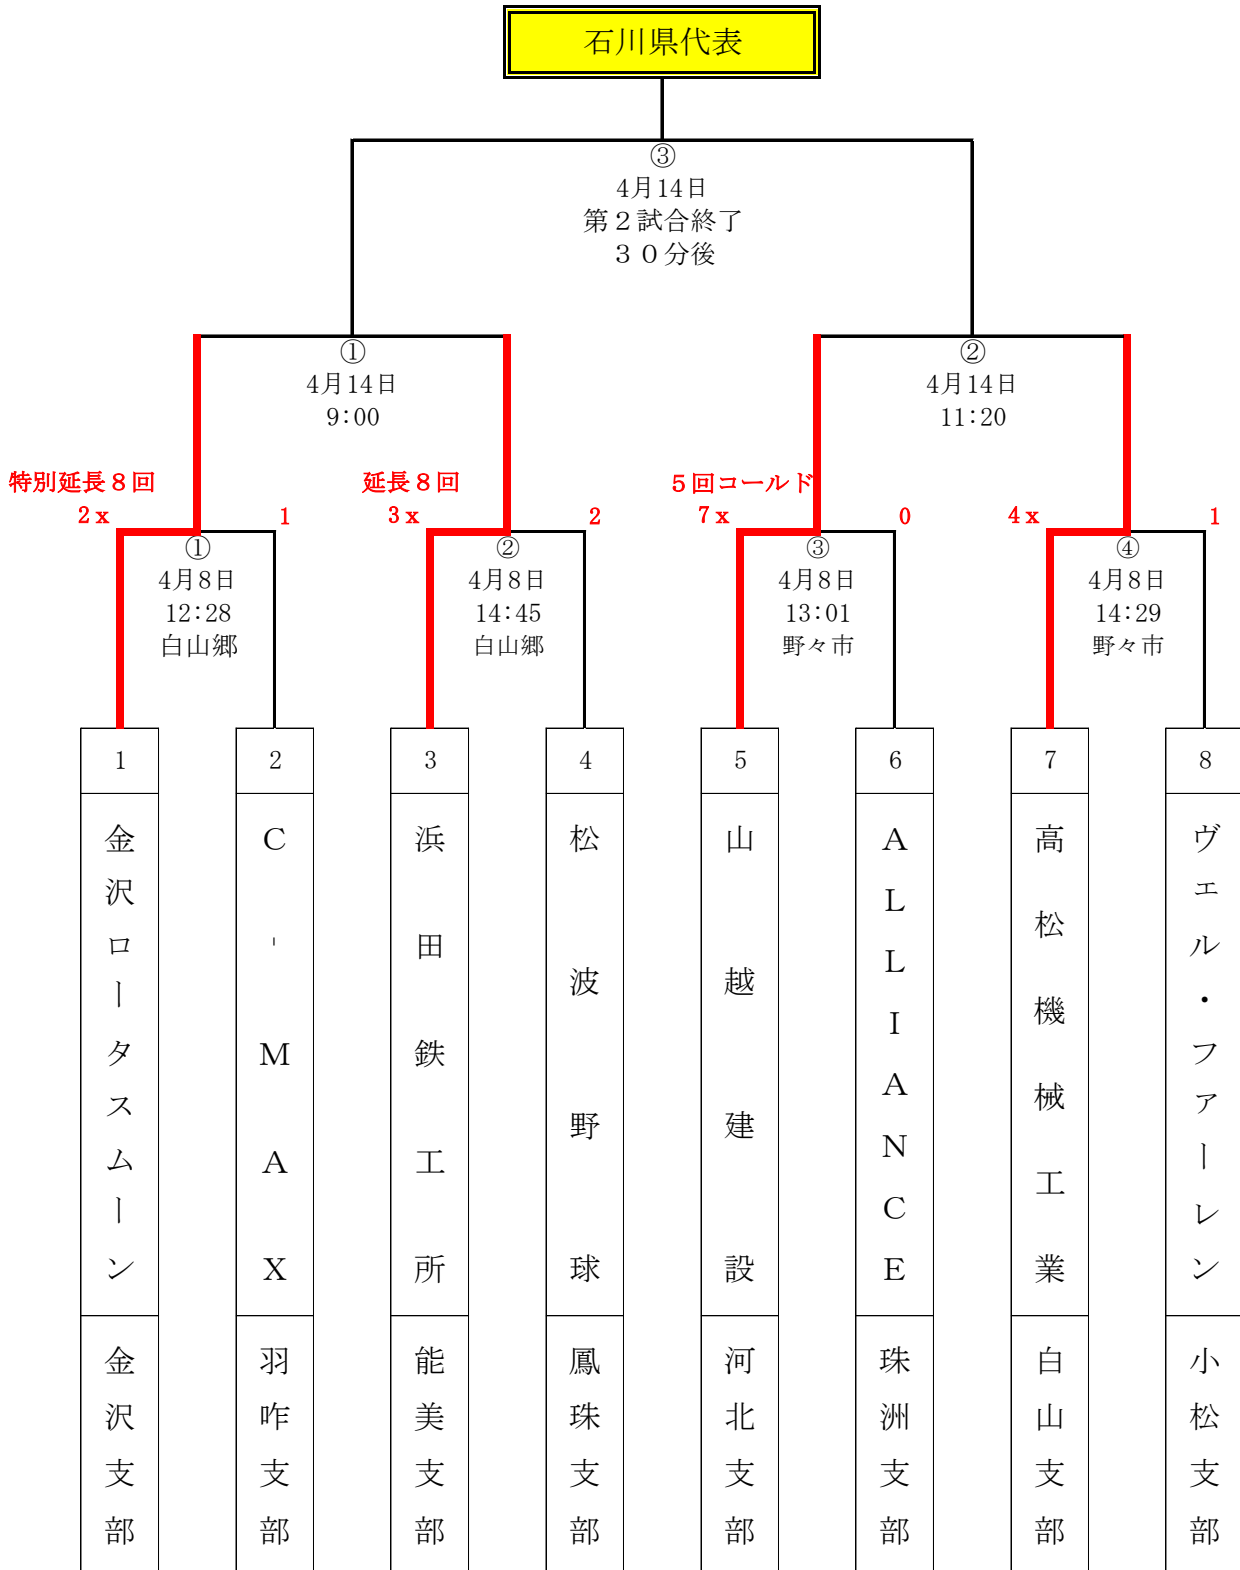 石川県代表
③
4月14日
第２試合終了
３０分後
①
4月14日
9:00
②
4月14日
11:20
特別延長８回
2x
1
延長８回
3x
2
５回コールド
7x
0
4x
1
①
4月8日
12:28
白山郷
②
4月8日
14:45
白山郷
③
4月8日
13:01
野々市
④
4月8日
14:29
野々市
1
2
3
4
5
6
7
8
金沢ロータスムーン
C-MAX
浜田鉄工所
松波野球
山越建設
ALLIANCE
高松機械工業
ヴェル・ファーレン
金沢支部
羽咋支部
能美支部
鳳珠支部
河北支部
珠洲支部
白山支部
小松支部